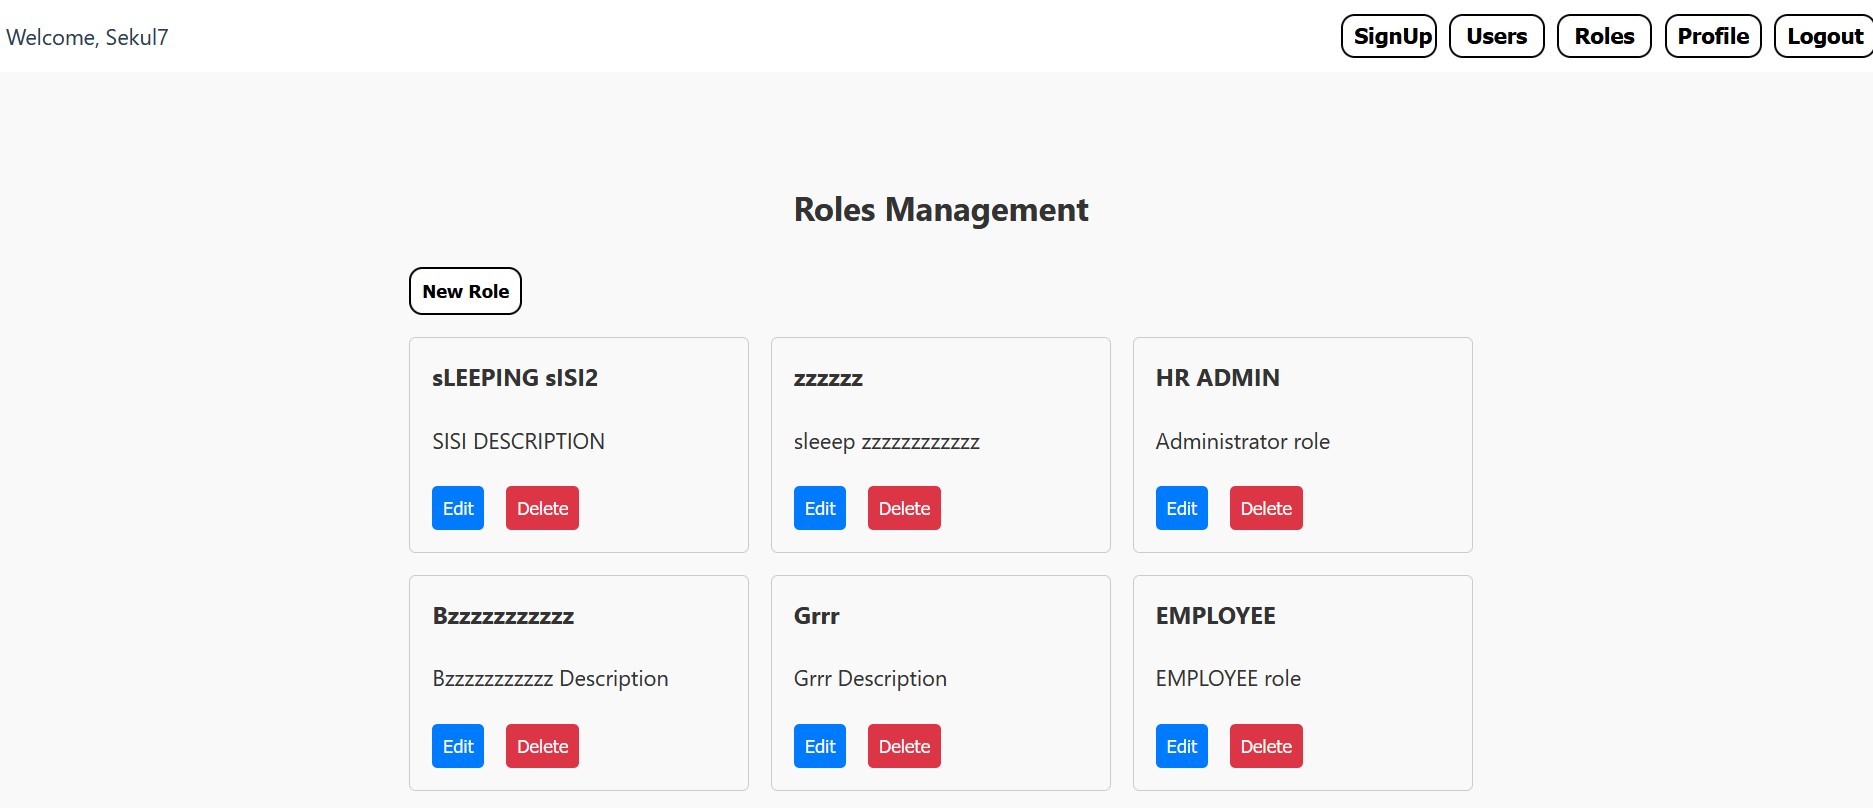 Welcome, Sekul7
SignUp Users Roles Profile Logout
Roles Management
New Role
sLEEPING sISI2
SISI DESCRIPTION
Edit Delete
zzzzzz
sleeep zzzzzzzzzzzz
Edit Delete
HR ADMIN
Administrator role
Edit Delete
Bzzzzzzzzzzz
Bzzzzzzzzzzz Description
Edit Delete
Grrr
Grrr Description
Edit Delete
EMPLOYEE
EMPLOYEE role
Edit Delete